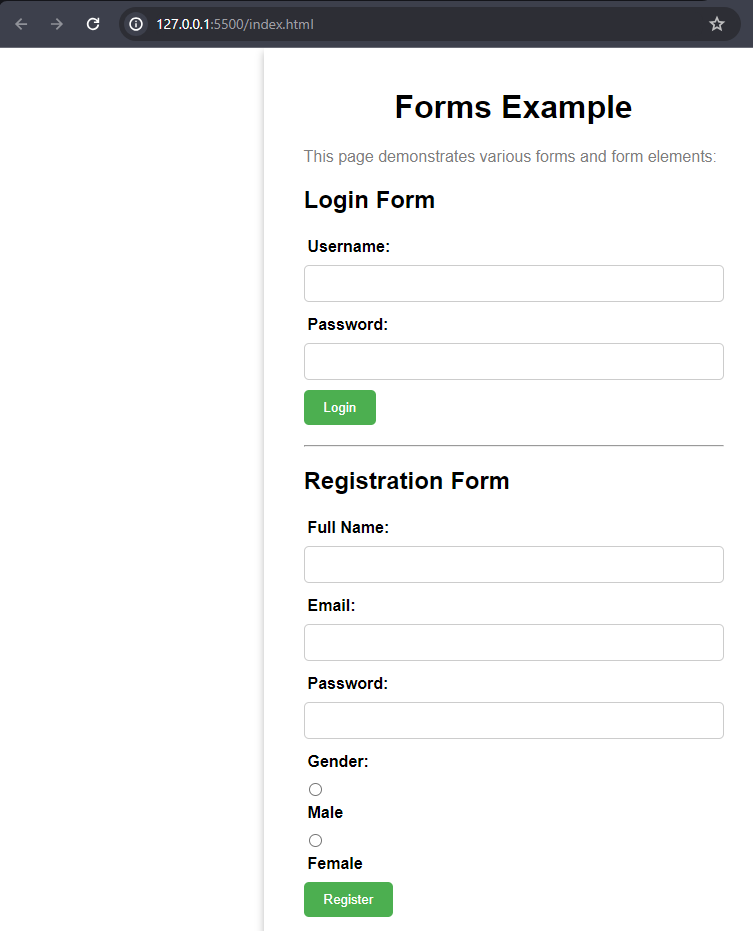 127.0.0.1:5500/index.html
Forms Example
This page demonstrates various forms and form elements:
Login Form
Username:
Password:
Login
Registration Form
Full Name:
Email:
Password:
Gender:
Male
Female
Register